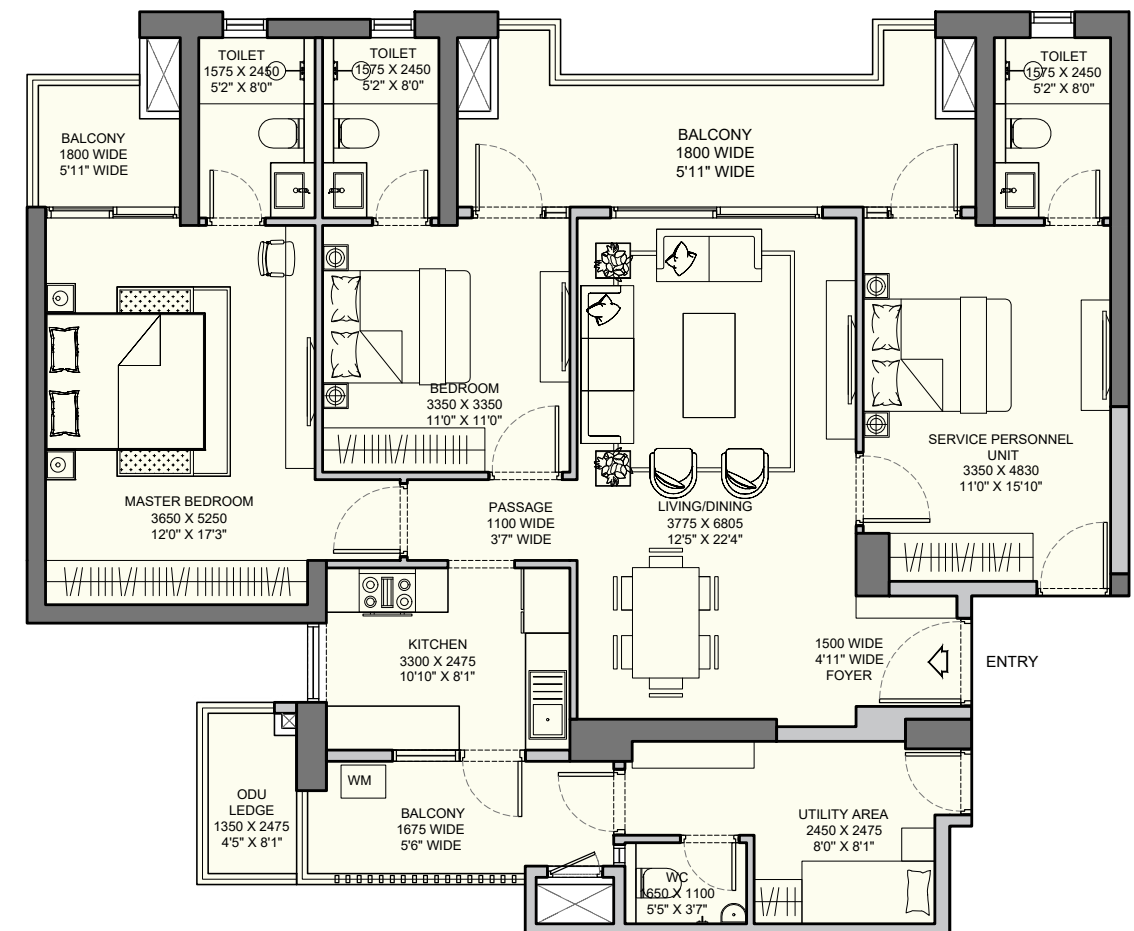 TOILET
1575 X 2450
5'2" X 8'0"
TOILET
1575 X 2450
5'2" X 8'0"
TOILET
1575 X 2450
5'2" X 8'0"
BALCONY
1800 WIDE
5'11" WIDE
BALCONY
1800 WIDE
5'11" WIDE
BEDROOM
3350 X 3350
11'0" X 11'0"
SERVICE PERSONNEL
UNIT
3350 X 4830
11'0" X 15'10"
MASTER BEDROOM
3650 X 5250
12'0" X 17'3"
PASSAGE
1100 WIDE
3'7" WIDE
LIVING/DINING
3775 X 6805
12'5" X 22'4"
KITCHEN
3300 X 2475
10'10" X 8'1"
1500 WIDE
4'11" WIDE
FOYER
ENTRY
WM
ODU
LEDGE
1350 X 2475
4'5" X 8'1"
BALCONY
1675 WIDE
5'6" WIDE
UTILITY AREA
2450 X 2475
8'0" X 8'1"
WC
1650 X 1100
5'5" X 3'7"